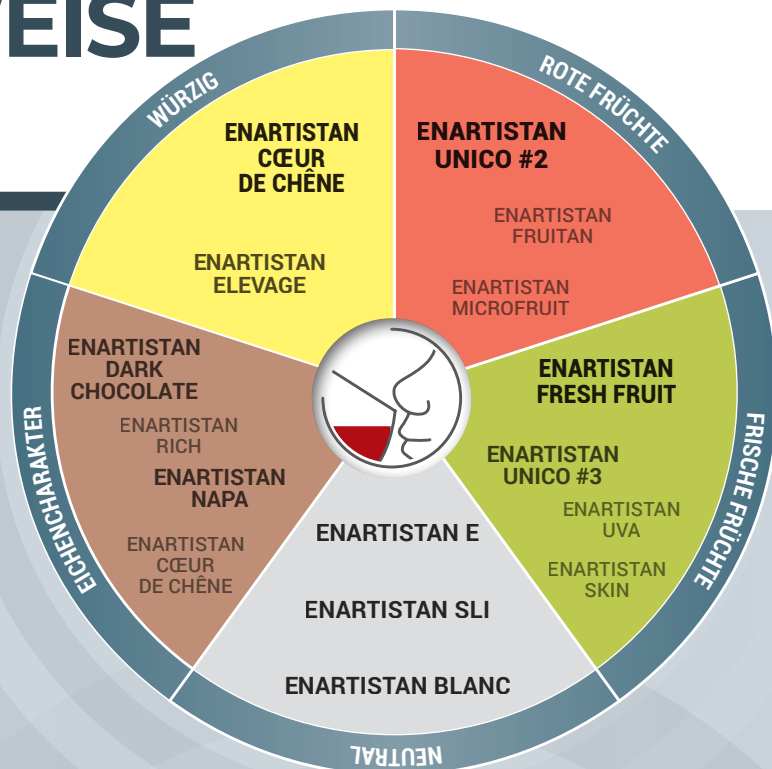 WÜRZIG
ENARTISTAN
CŒUR
DE CHÊNE
ENARTISTAN
ELEVAGE
ROTE FRÜCHTE
ENARTISTAN
UNICO #2
ENARTISTAN
FRUITAN
ENARTISTAN
MICROFRUIT
FRISCHE FRÜCHTE
ENARTISTAN
FRESH FRUIT
ENARTISTAN
UNICO #3
ENARTISTAN
UVA
ENARTISTAN
SKIN
NEUTRAL
ENARTISTAN E
ENARTISTAN SLI
ENARTISTAN BLANC
EICHENCHARAKTER
ENARTISTAN
DARK
CHOCOLATE
ENARTISTAN
RICH
ENARTISTAN
NAPA
ENARTISTAN
CŒUR
DE CHÊNE